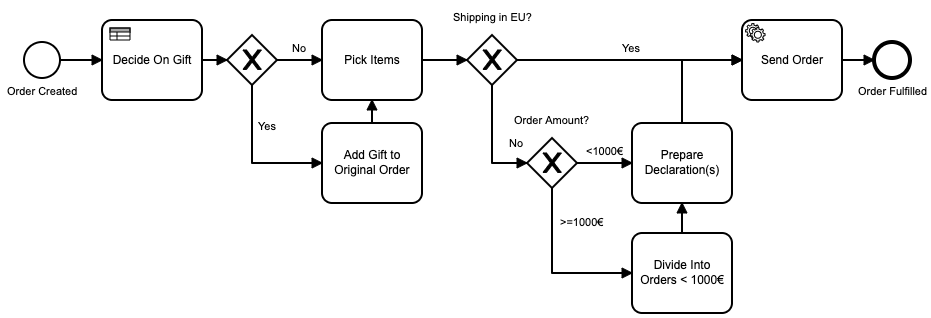 Shipping in EU?
Decide On Gift
No
Pick Items
Yes
Send Order
Order Created
Order Fulfilled
Yes
Add Gift to
Original Order
Order Amount?
No
<1000€
Prepare
Declaration(s)
>=1000€
Divide Into
Orders < 1000€